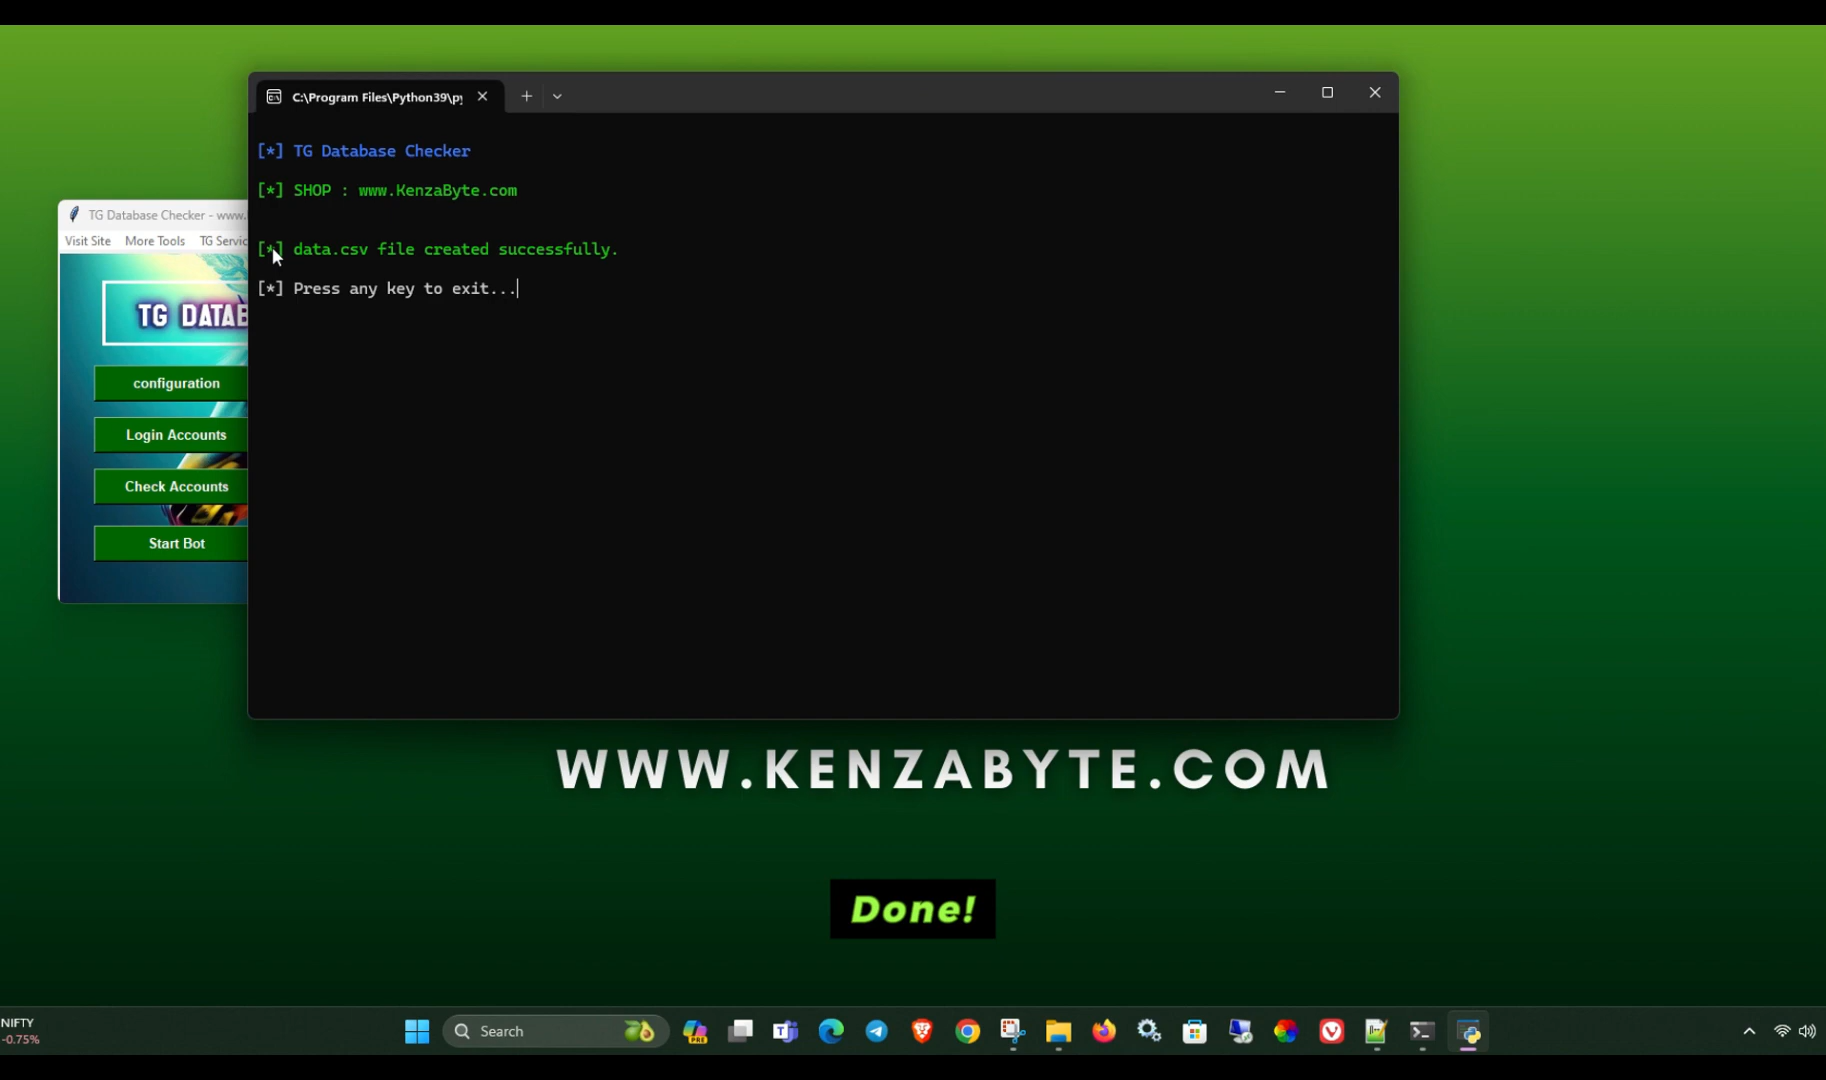 C:\Program Files\Python39\py
[*] TG Database Checker
[*] SHOP : www.KenzaByte.com
[*] data.csv file created successfully.
[*] Press any key to exit...
TG Database Checker - www.
Visit Site More Tools TG Servic
TG DATAB
configuration
Login Accounts
Check Accounts
Start Bot
WWW.KENZABYTE.COM
Done!
NIFTY
-0.75%
Search
PRE